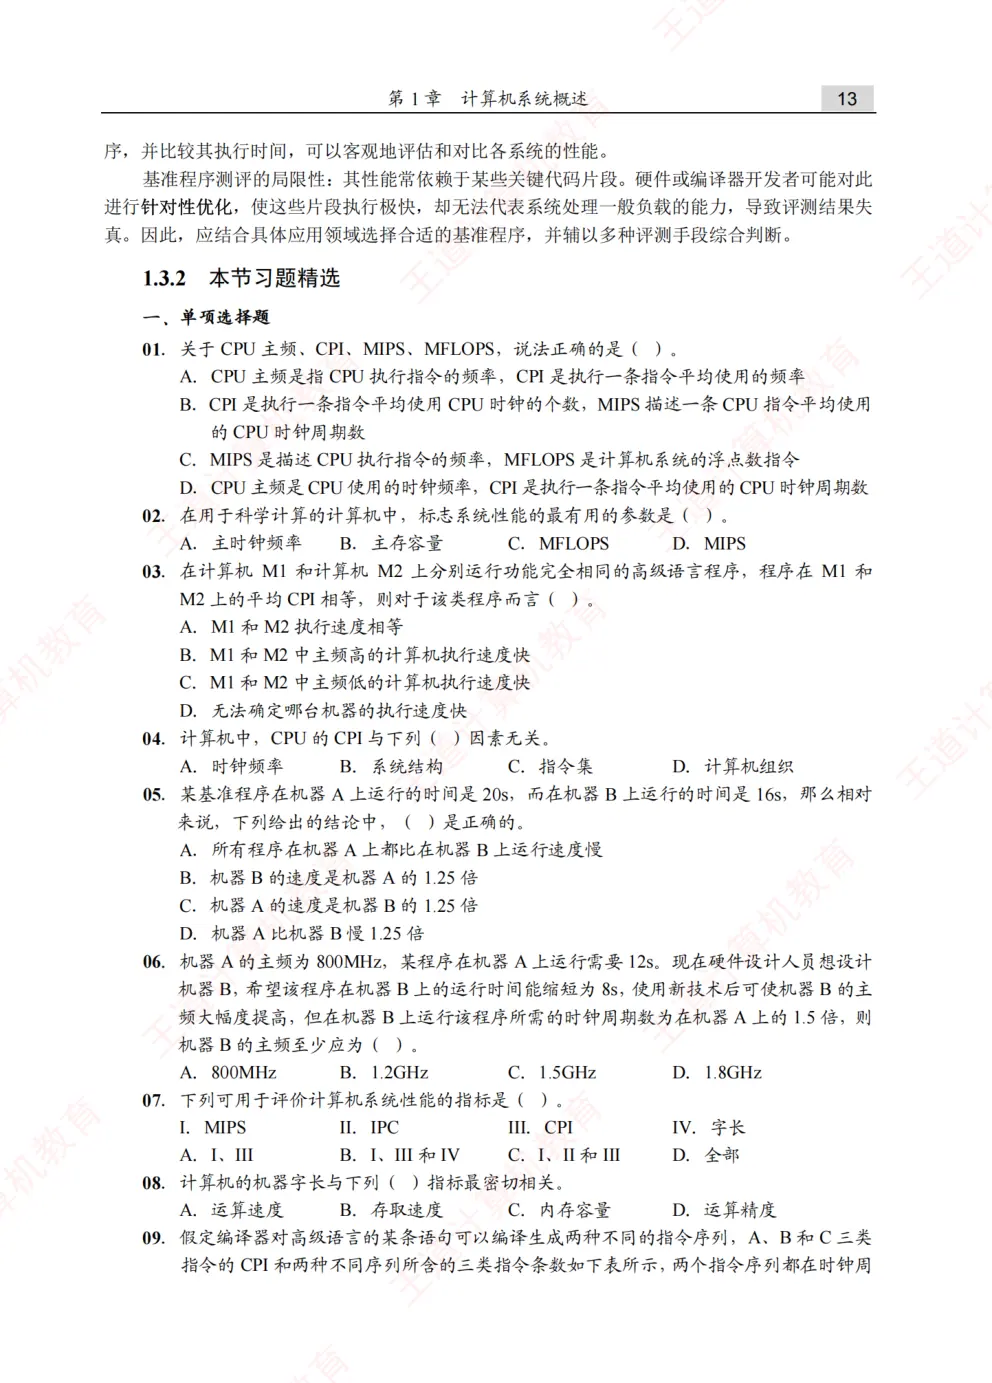 第 1 章　计算机系统概述　13
序，并比较其执行时间，可以客观地评估和对比各系统的性能。
基准程序测评的局限性：其性能常依赖于某些关键代码片段。硬件或编译器开发者可能对此
进行针对性优化，使这些片段执行极快，却无法代表系统处理一般负载的能力，导致评测结果失
真。因此，应结合具体应用领域选择合适的基准程序，并辅以多种评测手段综合判断。
1.3.2　本节习题精选
一、单项选择题
01. 关于 CPU 主频、CPI、MIPS、MFLOPS，说法正确的是（　）。
A. CPU 主频是指 CPU 执行指令的频率，CPI 是执行一条指令平均使用的频率
B. CPI 是执行一条指令平均使用 CPU 时钟的个数，MIPS 描述一条 CPU 指令平均使用
的 CPU 时钟周期数
C. MIPS 是描述 CPU 执行指令的频率，MFLOPS 是计算机系统的浮点数指令
D. CPU 主频是 CPU 使用的时钟频率，CPI 是执行一条指令平均使用的 CPU 时钟周期数
02. 在用于科学计算的计算机中，标志系统性能的最有用的参数是（　）。
A. 主时钟频率　B. 主存容量　C. MFLOPS　D. MIPS
03. 在计算机 M1 和计算机 M2 上分别运行功能完全相同的高级语言程序，程序在 M1 和
M2 上的平均 CPI 相等，则对于该类程序而言（　）。
A. M1 和 M2 执行速度相等
B. M1 和 M2 中主频高的计算机执行速度快
C. M1 和 M2 中主频低的计算机执行速度快
D. 无法确定哪台机器的执行速度快
04. 计算机中，CPU 的 CPI 与下列（　）因素无关。
A. 时钟频率　B. 系统结构　C. 指令集　D. 计算机组织
05. 某基准程序在机器 A 上运行的时间是 20s，而在机器 B 上运行的时间是 16s，那么相对
来说，下列给出的结论中，（　）是正确的。
A. 所有程序在机器 A 上都比在机器 B 上运行速度慢
B. 机器 B 的速度是机器 A 的 1.25 倍
C. 机器 A 的速度是机器 B 的 1.25 倍
D. 机器 A 比机器 B 慢 1.25 倍
06. 机器 A 的主频为 800MHz，某程序在机器 A 上运行需要 12s。现在硬件设计人员想设计
机器 B，希望该程序在机器 B 上的运行时间能缩短为 8s，使用新技术后可使机器 B 的主
频大幅度提高，但在机器 B 上运行该程序所需的时钟周期数为在机器 A 上的 1.5 倍，则
机器 B 的主频至少应为（　）。
A. 800MHz　B. 1.2GHz　C. 1.5GHz　D. 1.8GHz
07. 下列可用于评价计算机系统性能的指标是（　）。
I. MIPS　II. IPC　III. CPI　IV. 字长
A. I、III　B. I、III 和 IV　C. I、II 和 III　D. 全部
08. 计算机的机器字长与下列（　）指标最密切相关。
A. 运算速度　B. 存取速度　C. 内存容量　D. 运算精度
09. 假定编译器对高级语言的某条语句可以编译生成两种不同的指令序列，A、B 和 C 三类
指令的 CPI 和两种不同序列所含的三类指令条数如下表所示，两个指令序列都在时钟周